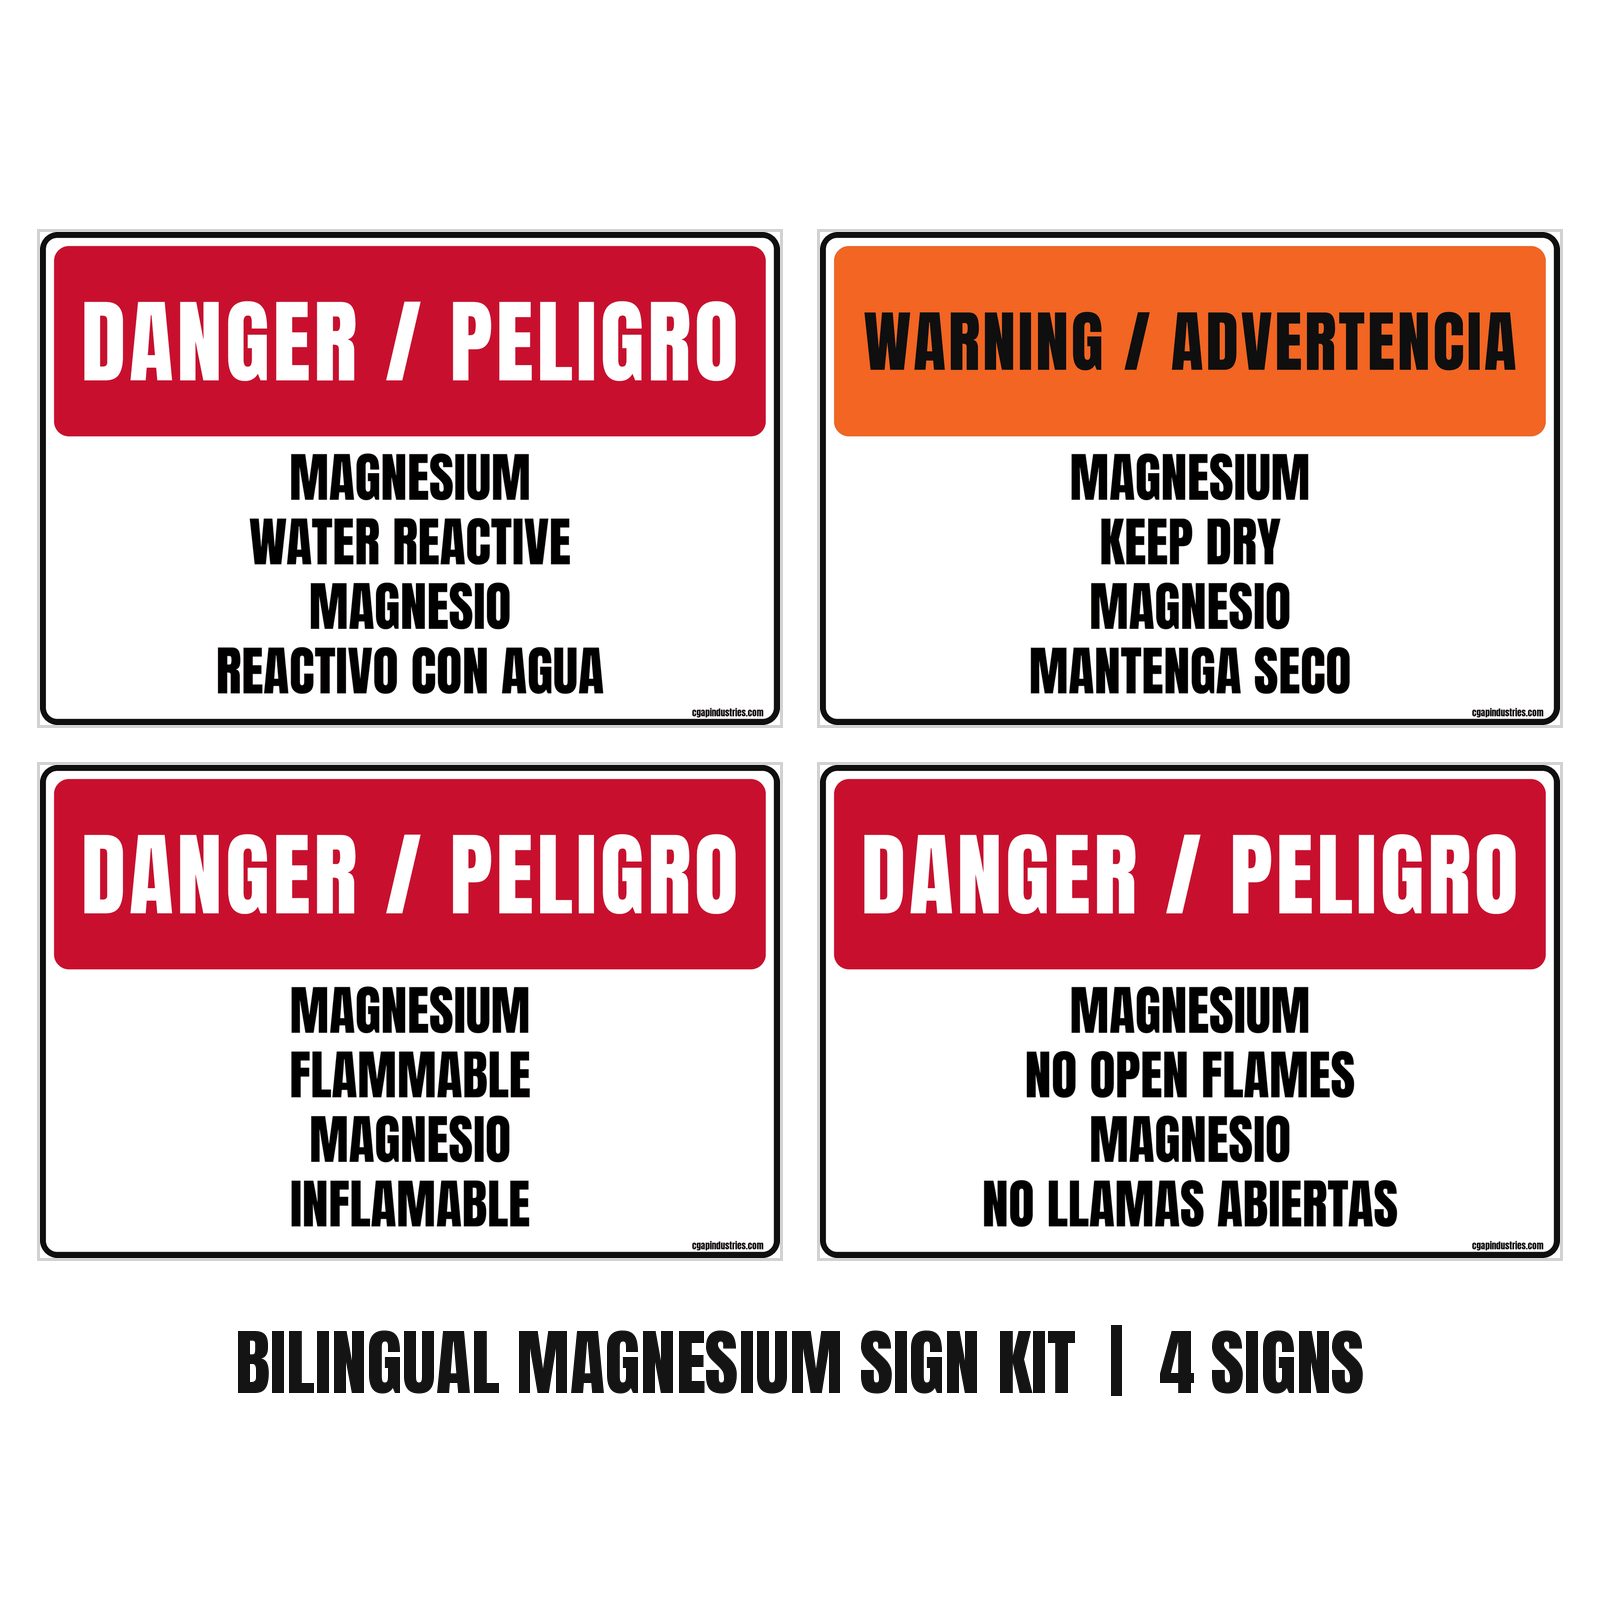 DANGER / PELIGRO
MAGNESIUM
WATER REACTIVE
MAGNESIO
REACTIVO CON AGUA
cgapindustries.com
WARNING / ADVERTENCIA
MAGNESIUM
KEEP DRY
MAGNESIO
MANTENGA SECO
cgapindustries.com
DANGER / PELIGRO
MAGNESIUM
FLAMMABLE
MAGNESIO
INFLAMABLE
cgapindustries.com
DANGER / PELIGRO
MAGNESIUM
NO OPEN FLAMES
MAGNESIO
NO LLAMAS ABIERTAS
cgapindustries.com
BILINGUAL MAGNESIUM SIGN KIT | 4 SIGNS